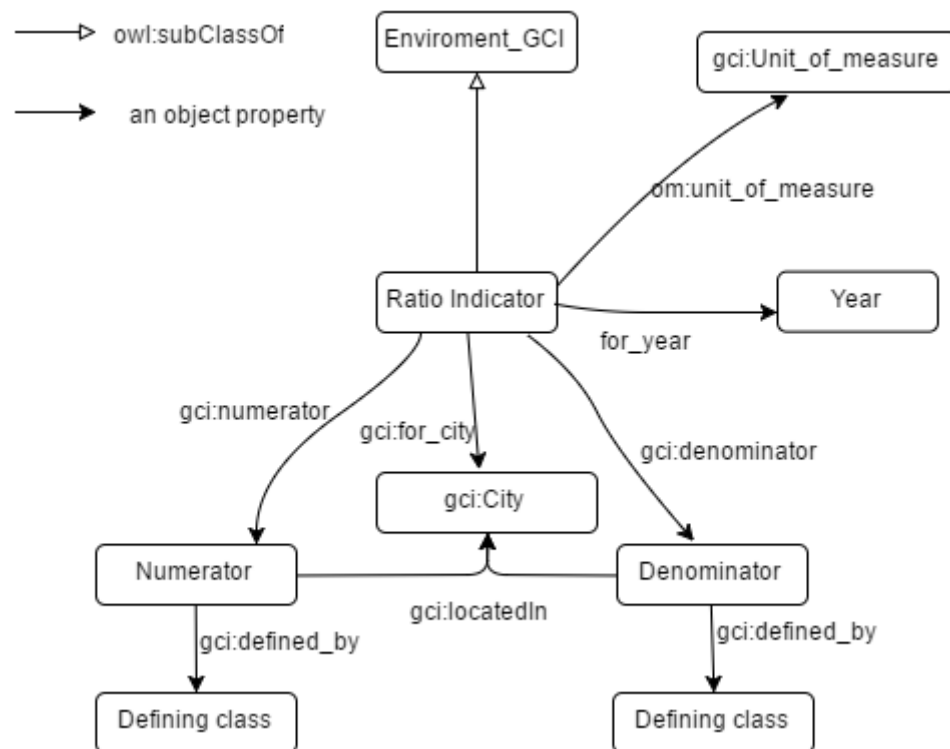 owl:subClassOf
Enviroment_GCI
gci:Unit_of_measure
an object property
om:unit_of_measure
Ratio Indicator
Year
for_year
gci:numerator
gci:for_city
gci:denominator
gci:City
Numerator
Denominator
gci:locatedIn
gci:defined_by
gci:defined_by
Defining class
Defining class